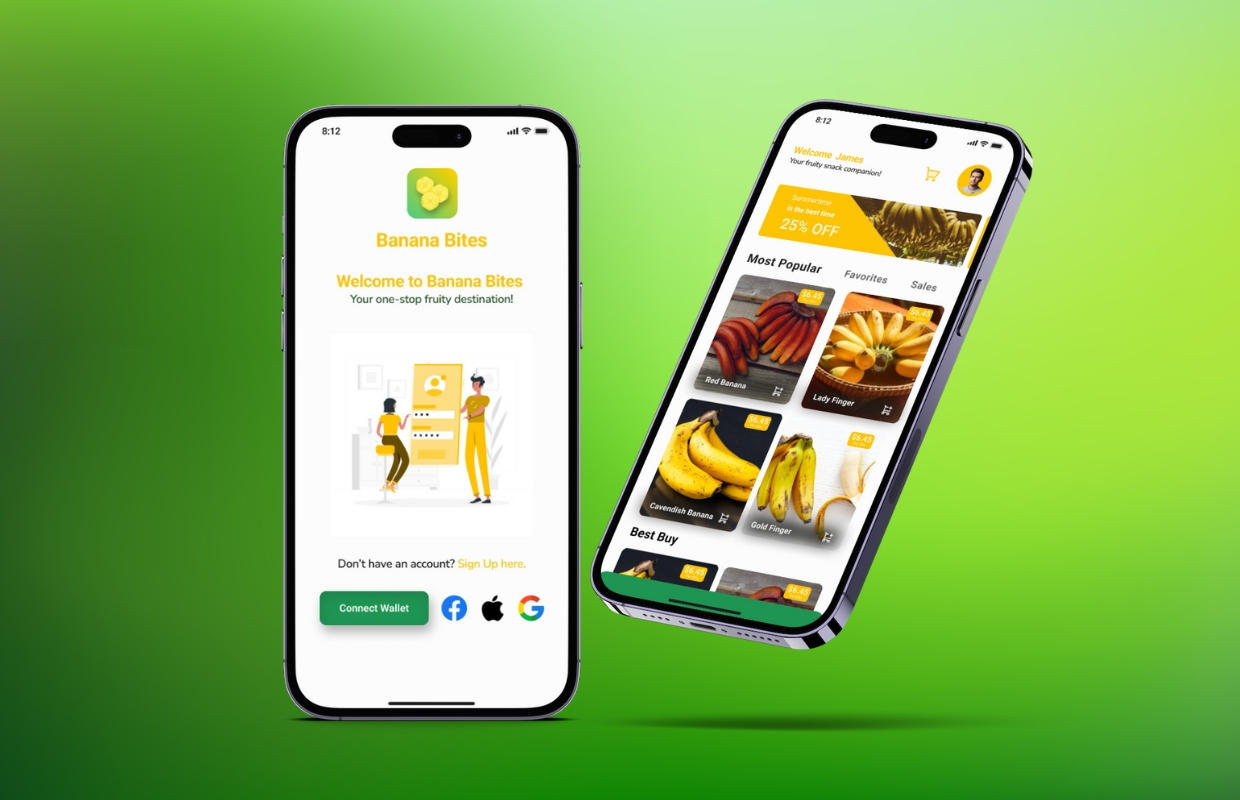 8:12
Banana Bites
Welcome to Banana Bites
Your one-stop fruity destination!
Don't have an account? Sign Up here.
Connect Wallet
8:12
Welcome James
Your fruity snack companion!
Summertime
is the best time
25% OFF
Most Popular
Favorites
Sales
$6.45
Red Banana
$6.45
Lady Finger
$6.45
Cavendish Banana
$6.45
Gold Finger
Best Buy
$6.45
$6.45